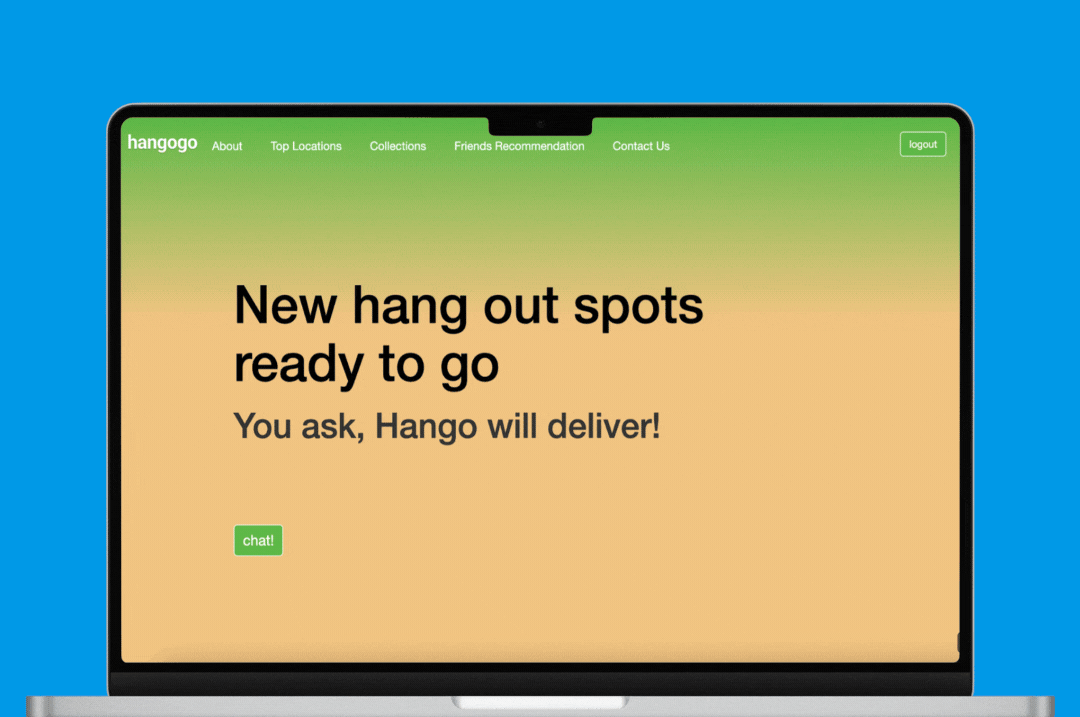 hangogo About Top Locations Collections Friends Recommendation Contact Us logout
New hang out spots
ready to go
You ask, Hango will deliver!
chat!